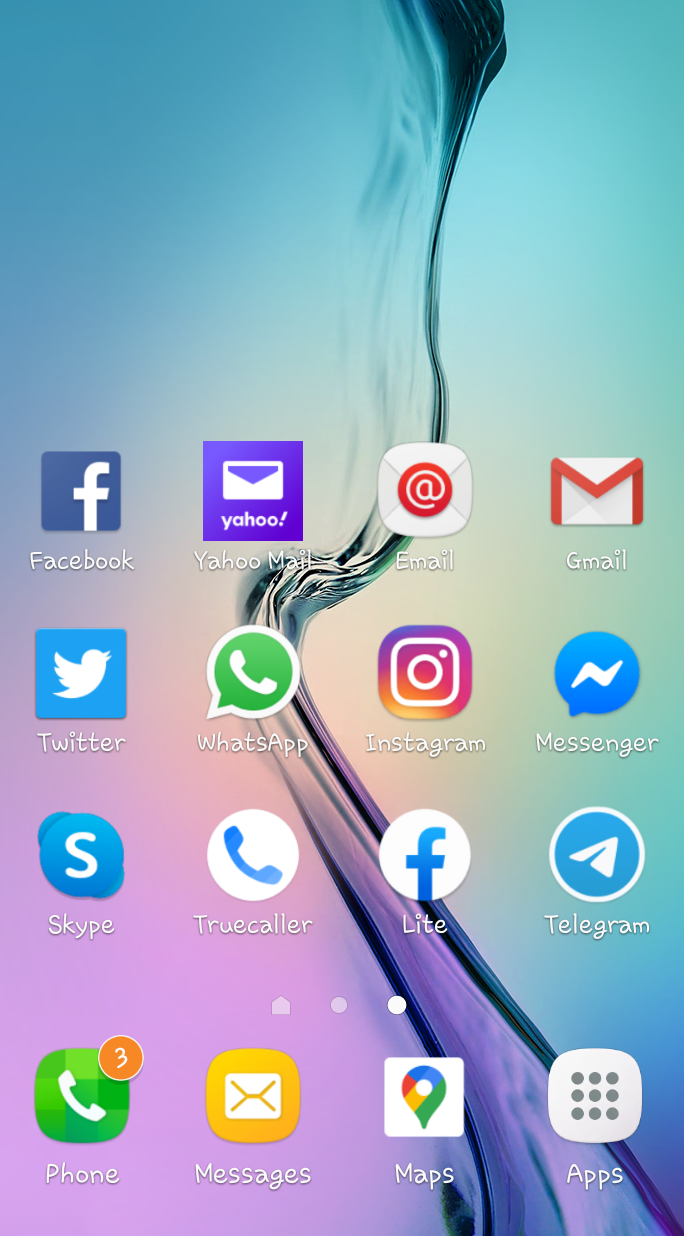 yahoo!
Facebook
Yahoo Mail
Email
Gmail
Twitter
WhatsApp
Instagram
Messenger
Skype
Truecaller
Lite
Telegram
3
Phone
Messages
Maps
Apps